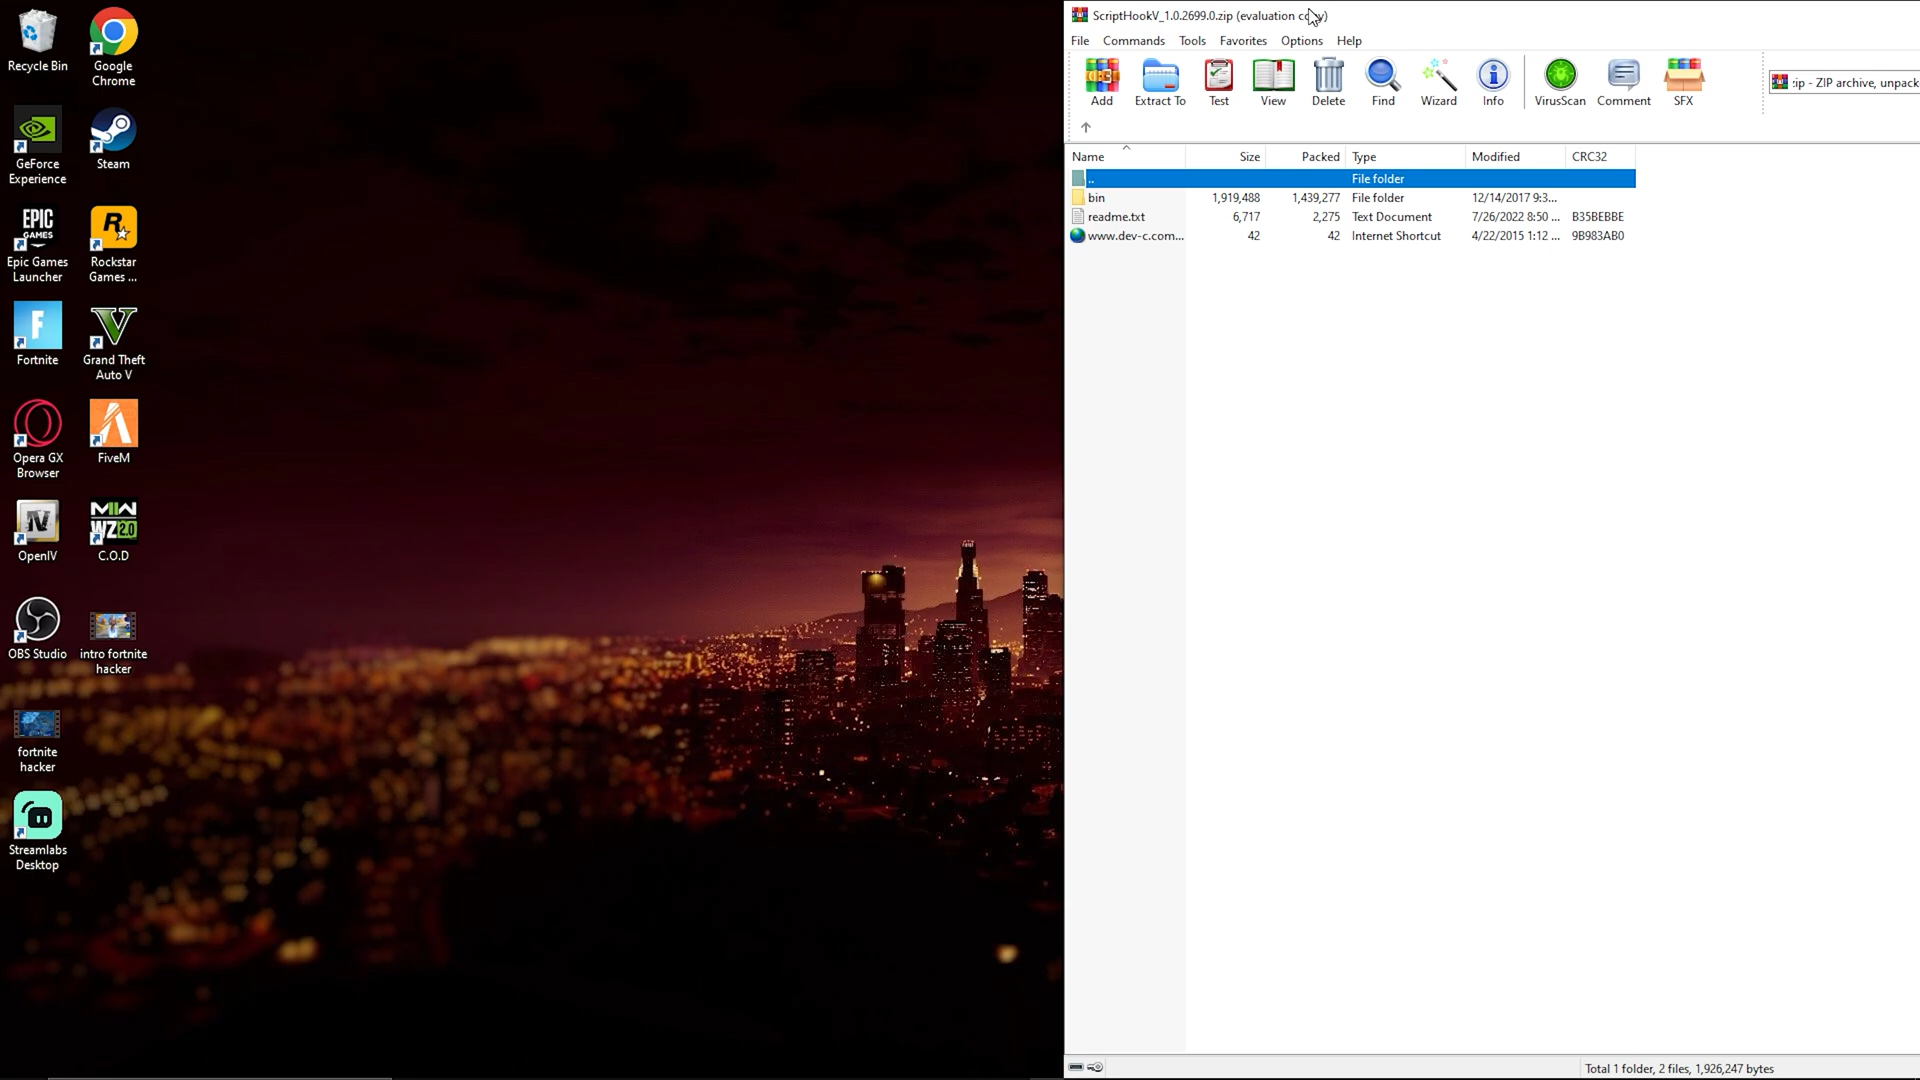 Recycle Bin
Google
Chrome
GeForce
Experience
Steam
EPIC
GAMES
Epic Games
Launcher
R
Rockstar
Games ...
F
Fortnite
V
Grand Theft
Auto V
Opera GX
Browser
FiveM
IV
OpenIV
MW
WZ 2.0
C.O.D
OBS Studio
intro fortnite
hacker
fortnite
hacker
Streamlabs
Desktop
ScriptHookV_1.0.2699.0.zip (evaluation copy)
File Commands Tools Favorites Options Help
Add Extract To Test View Delete Find Wizard Info VirusScan Comment SFX
zip - ZIP archive, unpack
Name Size Packed Type Modified CRC32
.. File folder
bin 1,919,488 1,439,277 File folder 12/14/2017 9:3...
readme.txt 6,717 2,275 Text Document 7/26/2022 8:50 ... B35BEBBE
www.dev-c.com... 42 42 Internet Shortcut 4/22/2015 1:12 ... 9B983AB0
Total 1 folder, 2 files, 1,926,247 bytes